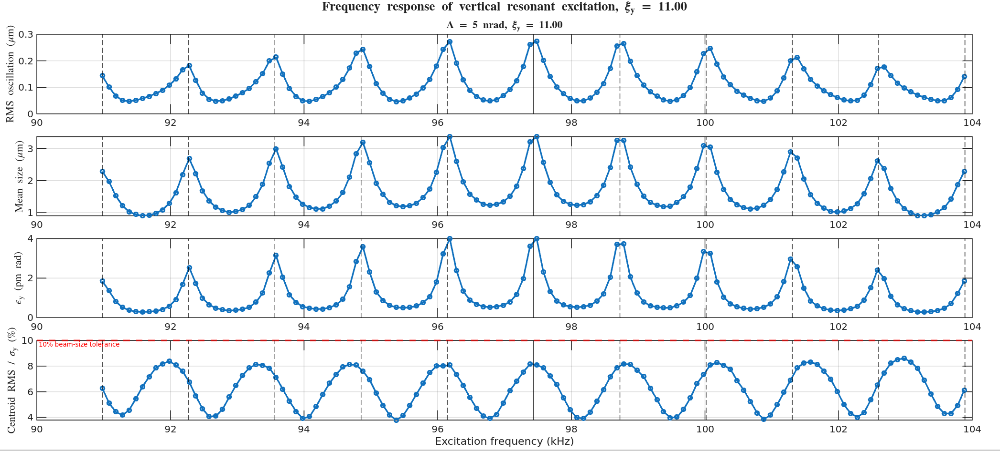 Frequency response of vertical resonant excitation, ξy = 11.00
A = 5 nrad, ξy = 11.00
RMS oscillation (μm)
0.3
0.2
0.1
0
90 92 94 96 98 100 102 104
Mean size (μm)
3
2
1
90 92 94 96 98 100 102 104
ϵy (pm rad)
4
2
0
90 92 94 96 98 100 102 104
Centroid RMS / σy (%)
10
8
6
4
10% beam-size tolerance
90 92 94 96 98 100 102 104
Excitation frequency (kHz)